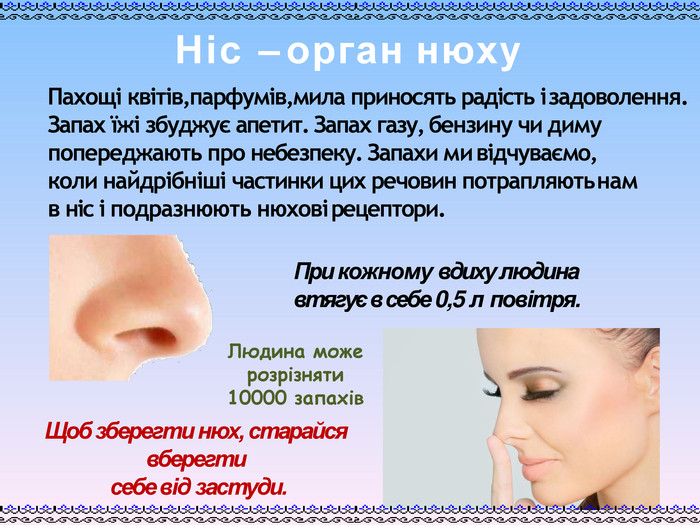 Ніс – орган нюху
Пахощі квітів,парфумів,мила приносять радість і задоволення.
Запах їжі збуджує апетит. Запах газу, бензину чи диму
попереджають про небезпеку. Запахи ми відчуваємо,
коли найдрібніші частинки цих речовин потрапляють нам
в ніс і подразнюють нюхові рецептори.
При кожному вдиху людина
втягує в себе 0,5 л повітря.
Людина може
розрізняти
10000 запахів
Щоб зберегти нюх, старайся
вберегти
себе від застуди.